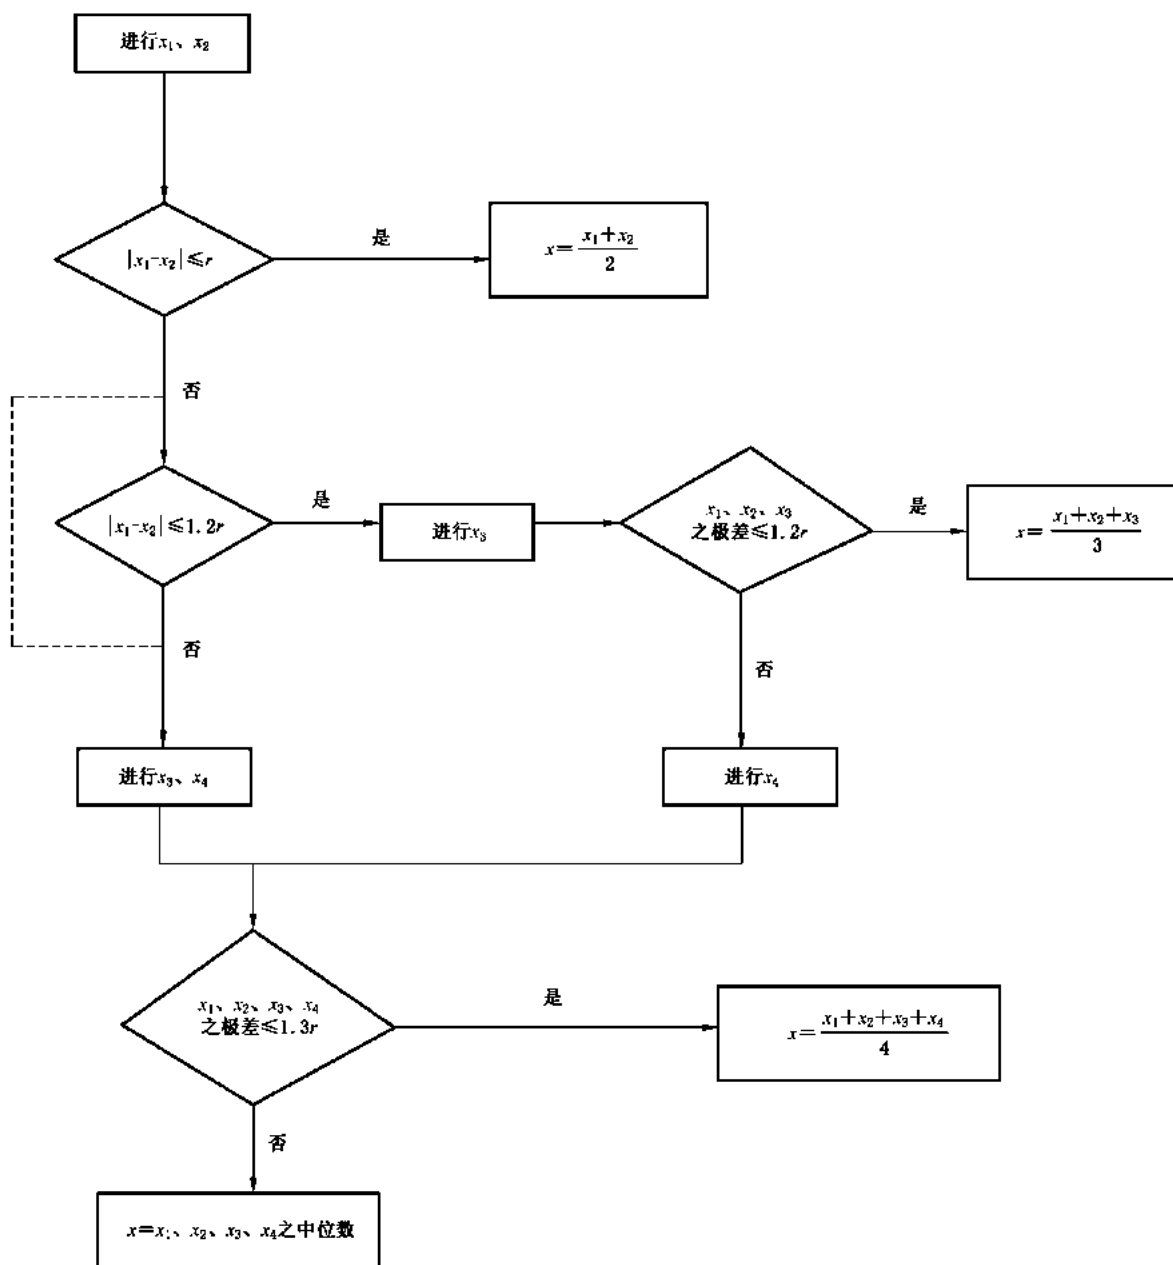 进行x₁、x₂
|x₁-x₂|≤r
是
x=(x₁+x₂)/2
否
|x₁-x₂|≤1.2r
是
进行x₃
x₁、x₂、x₃
之极差≤1.2r
是
x=(x₁+x₂+x₃)/3
否
否
进行x₃、x₄
进行x₄
x₁、x₂、x₃、x₄
之极差≤1.3r
是
x=(x₁+x₂+x₃+x₄)/4
否
x=x₁、x₂、x₃、x₄之中位数